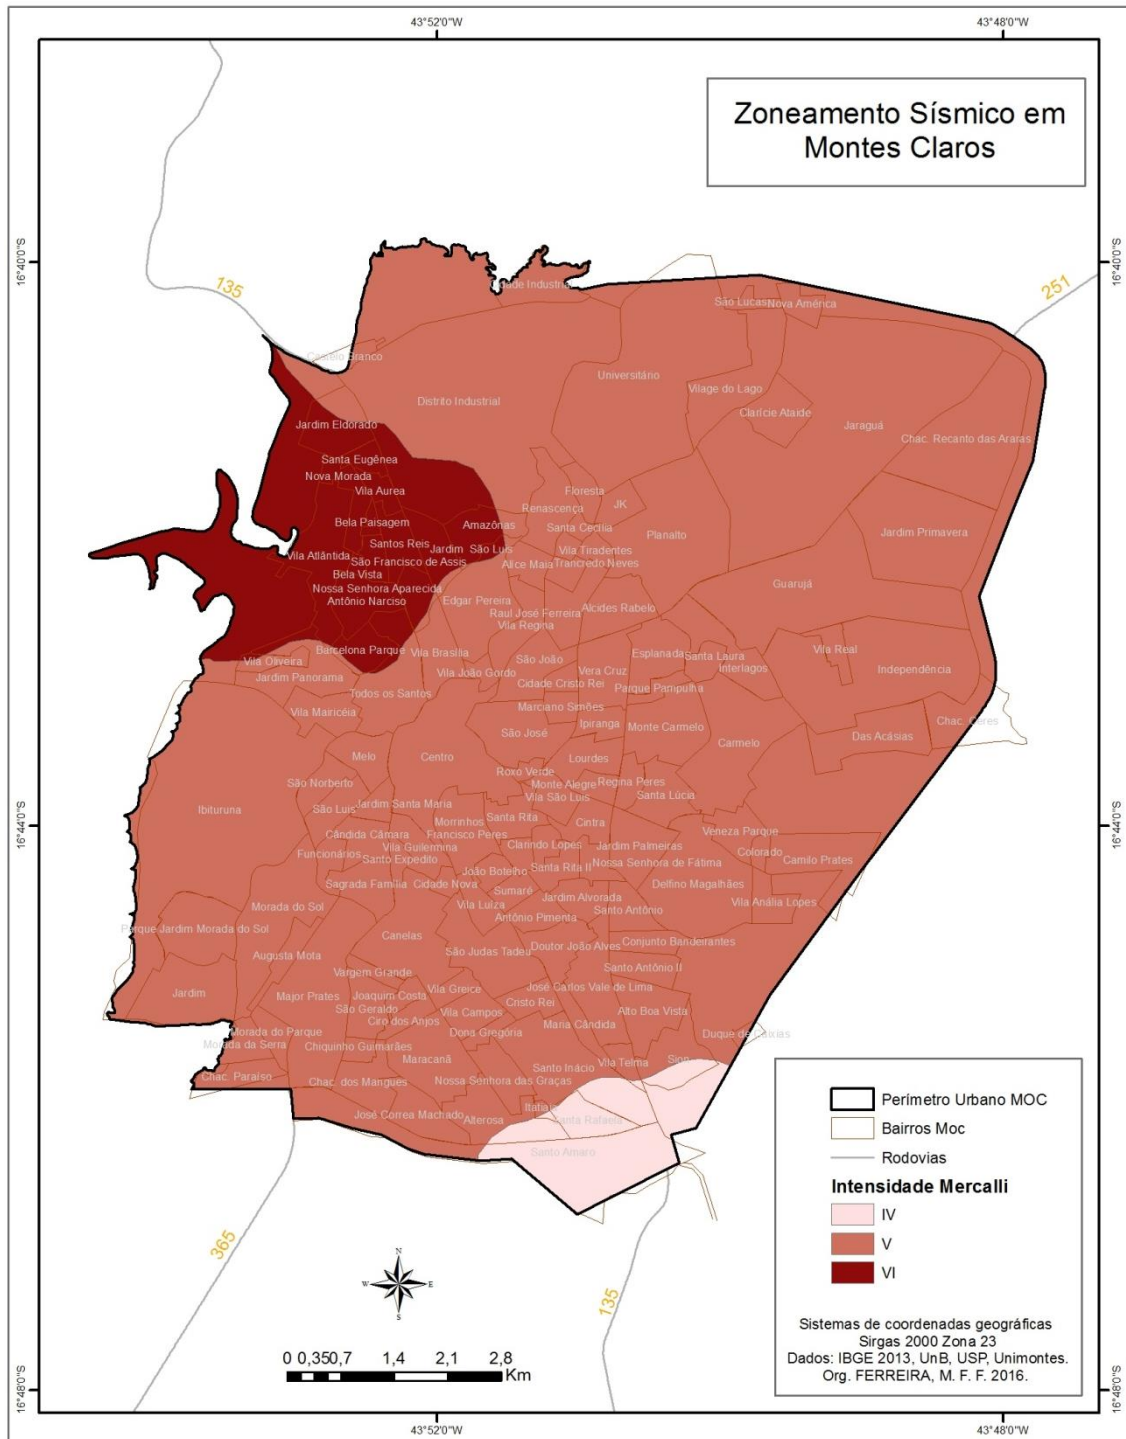 43°52'0"W
43°48'0"W
Zoneamento Sísmico em
Montes Claros
16°40'0"S
16°40'0"S
135
251
Cidade Industrial
São Lucas
Nova América
Castelo Branco
Universitário
Vilage do Lago
Distrito Industrial
Claricíe Ataide
Jardim Eldorado
Jaraguá
Chac. Recanto das Araras
Santa Eugênea
Nova Morada
Vila Aurea
Floresta
JK
Renascença
Bela Paisagem
Amazônas
Santa Cecília
Planalto
Jardim Primavera
Santos Reis
Jardim São Luis
Vila Tiradentes
Vila Atlântida
São Francisco de Assis
Alice Maia
Trancredo Neves
Bela Vista
Guarujá
Nossa Senhora Aparecida
Antônio Narciso
Edgar Pereira
Alcides Rabelo
Raul José Ferreira
Vila Regina
Barcelona Parque
Vila Brasília
Esplanada
Santa Laura
Vila Real
Vila Oliveira
São João
Interlagos
Independência
Jardim Panorama
Vila João Gordo
Vera Cruz
Cidade Cristo Rei
Parque Pampulha
Todos os Santos
Vila Mairicéia
Marciano Simões
Ipiranga
Monte Carmelo
Chac. Ceres
São José
Carmelo
Das Acásias
Melo
Centro
Lourdes
Roxo Verde
São Norberto
Monte Alegre
Regina Peres
Vila São Luis
Santa Lúcia
Ibituruna
São Luis
Jardim Santa Maria
16°44'0"S
16°44'0"S
Morrinhos
Santa Rita
Cintra
Cândida Câmara
Francisco Peres
Veneza Parque
Vila Guilermina
Clarindo Lopes
Jardim Palmeiras
Funcionários
Santo Expedito
Colorado
Camilo Prates
João Botelho
Santa Rita II
Nossa Senhora de Fátima
Sagrada Família
Cidade Nova
Sumaré
Delfino Magalhães
Vila Luíza
Jardim Alvorada
Vila Anália Lopes
Morada do Sol
Antônio Pimenta
Santo Antônio
Parque Jardim Morada do Sol
Canelas
São Judas Tadeu
Doutor João Alves
Conjunto Bandeirantes
Augusta Mota
Vargem Grande
Santo Antônio II
Jardim
Major Prates
Joaquim Costa
Vila Greice
José Carlos Vale de Lima
São Geraldo
Vila Campos
Cristo Rei
Alto Boa Vista
Ciro dos Anjos
Maria Cândida
Morada do Parque
Dona Gregória
Duque de Caixias
Morada da Serra
Chiquinho Guimarães
Maracanã
Santo Inácio
Vila Telma
Sion
Chac. Paraíso
Chac. dos Mangues
Nossa Senhora das Graças
Itatiaia
José Correa Machado
Alterosa
Santa Rafaela
Santo Amaro
Perímetro Urbano MOC
Bairros Moc
Rodovias
Intensidade Mercalli
IV
V
VI
365
135
N
W E
S
0 0,35 0,7 1,4 2,1 2,8
Km
Sistemas de coordenadas geográficas
Sirgas 2000 Zona 23
Dados: IBGE 2013, UnB, USP, Unimontes.
Org. FERREIRA, M. F. F. 2016.
16°48'0"S
16°48'0"S
43°52'0"W
43°48'0"W